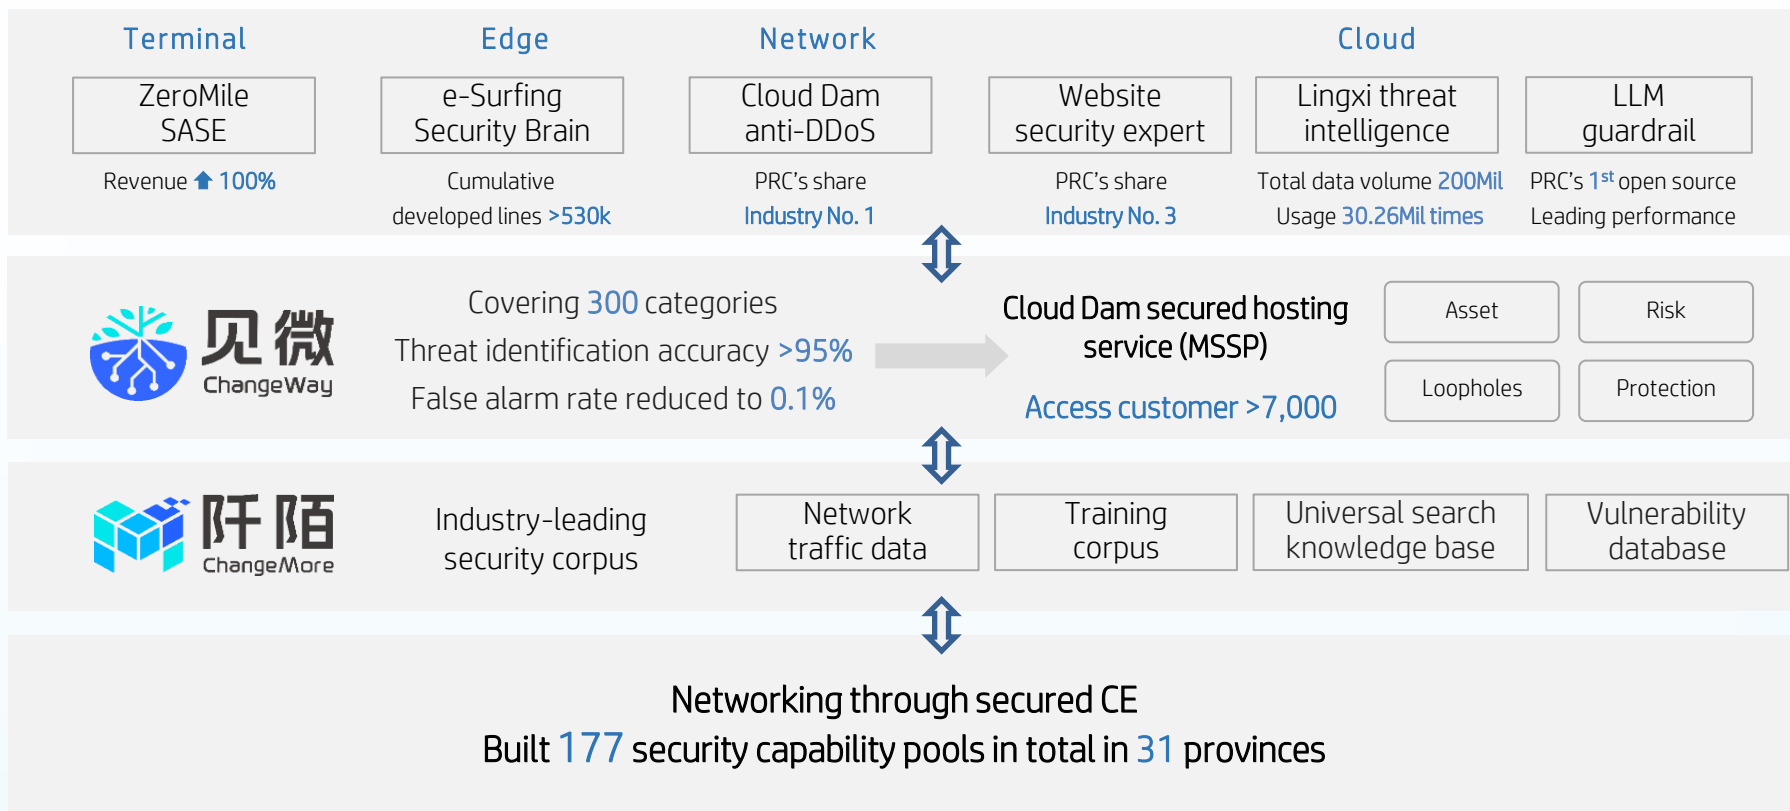 Terminal
Edge
Network
Cloud
ZeroMile
SASE
e-Surfing
Security Brain
Cloud Dam
anti-DDoS
Website
security expert
Lingxi threat
intelligence
LLM
guardrail
Revenue 100%
Cumulative
developed lines >530k
PRC's share
Industry No. 1
PRC's share
Industry No. 3
Total data volume 200Mil
Usage 30.26Mil times
PRC's 1st open source
Leading performance
见微
ChangeWay
Covering 300 categories
Threat identification accuracy >95%
False alarm rate reduced to 0.1%
Cloud Dam secured hosting
service (MSSP)
Access customer >7,000
Asset
Risk
Loopholes
Protection
阡陌
ChangeMore
Industry-leading
security corpus
Network
traffic data
Training
corpus
Universal search
knowledge base
Vulnerability
database
Networking through secured CE
Built 177 security capability pools in total in 31 provinces